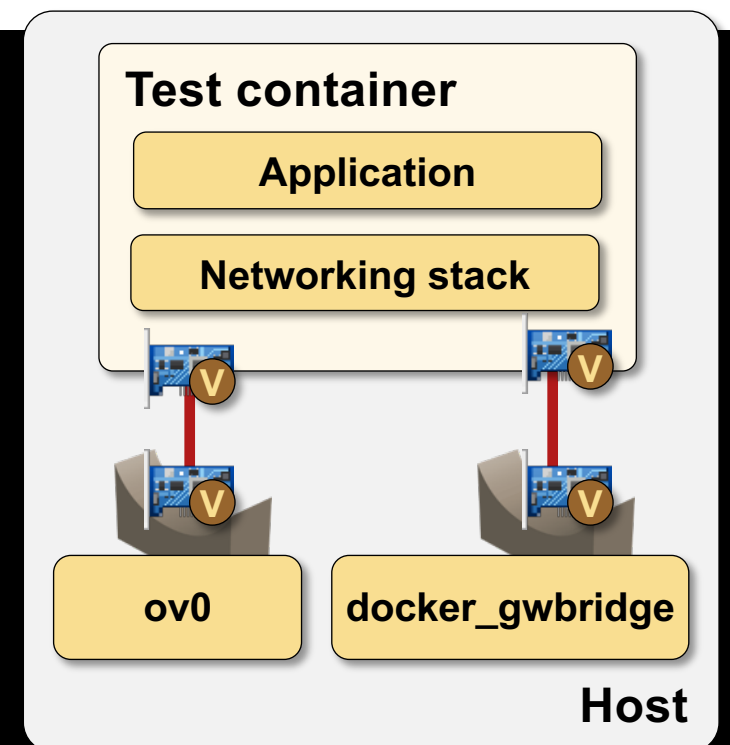 Test container
Application
Networking stack
V
V
V
V
ov0
docker_gwbridge
Host